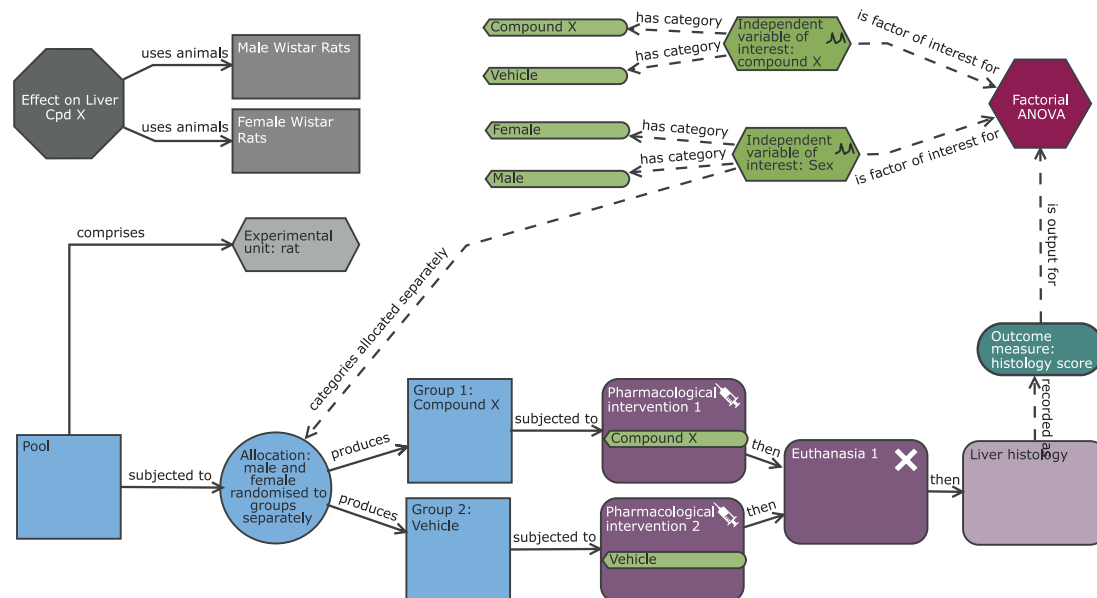 Effect on Liver
Cpd X
uses animals
Male Wistar Rats
uses animals
Female Wistar
Rats
Compound X
has category
Independent
variable of
interest:
compound X
is factor of interest for
Vehicle
has category
Factorial
ANOVA
Female
has category
Independent
variable of
interest: Sex
is factor of interest for
Male
has category
comprises
Experimental
unit: rat
categories allocated separately
is output for
Outcome
measure:
histology score
recorded as
Pool
subjected to
Allocation:
male and
female
randomised to
groups
separately
produces
Group 1:
Compound X
subjected to
Pharmacological
intervention 1
Compound X
then
produces
Group 2:
Vehicle
subjected to
Pharmacological
intervention 2
Vehicle
then
Euthanasia 1
then
Liver histology